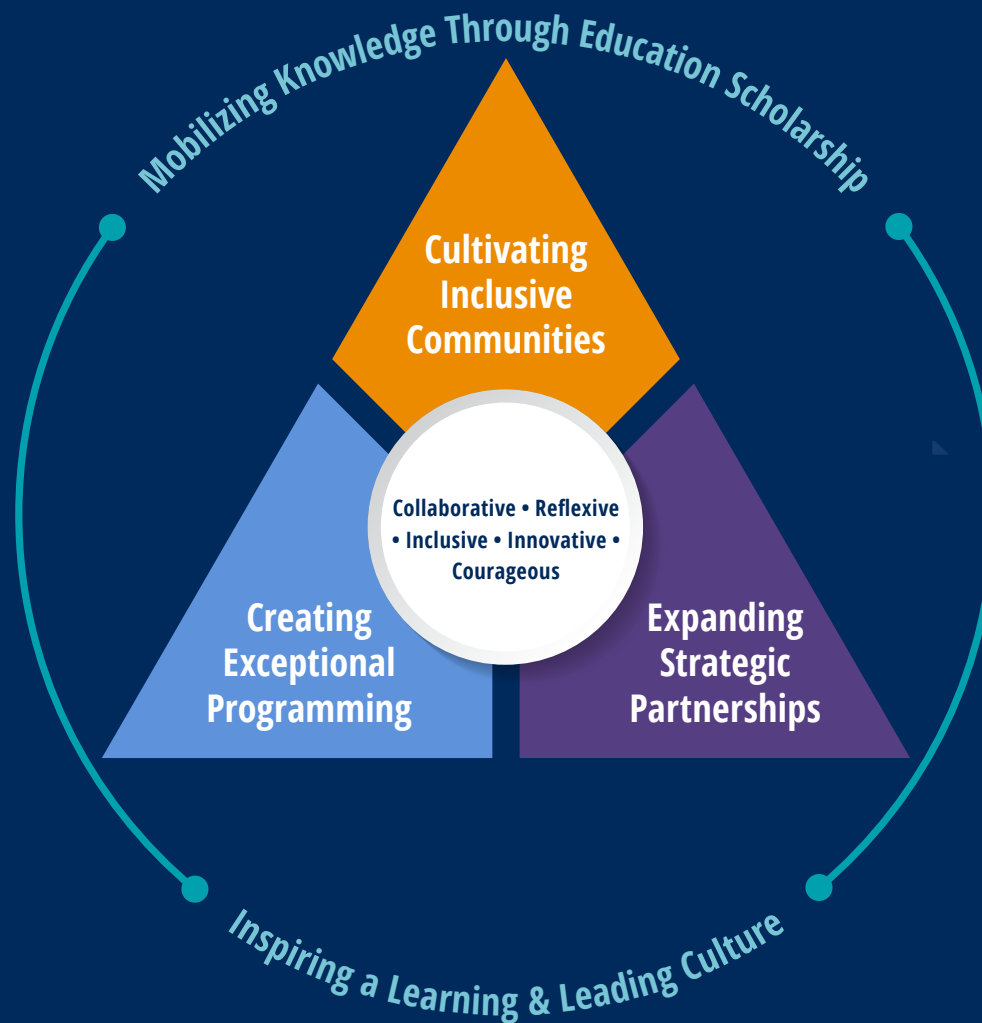 Mobilizing Knowledge Through Education Scholarship
Cultivating
Inclusive
Communities
Collaborative • Reflexive
• Inclusive • Innovative •
Courageous
Creating
Exceptional
Programming
Expanding
Strategic
Partnerships
Inspiring a Learning & Leading Culture